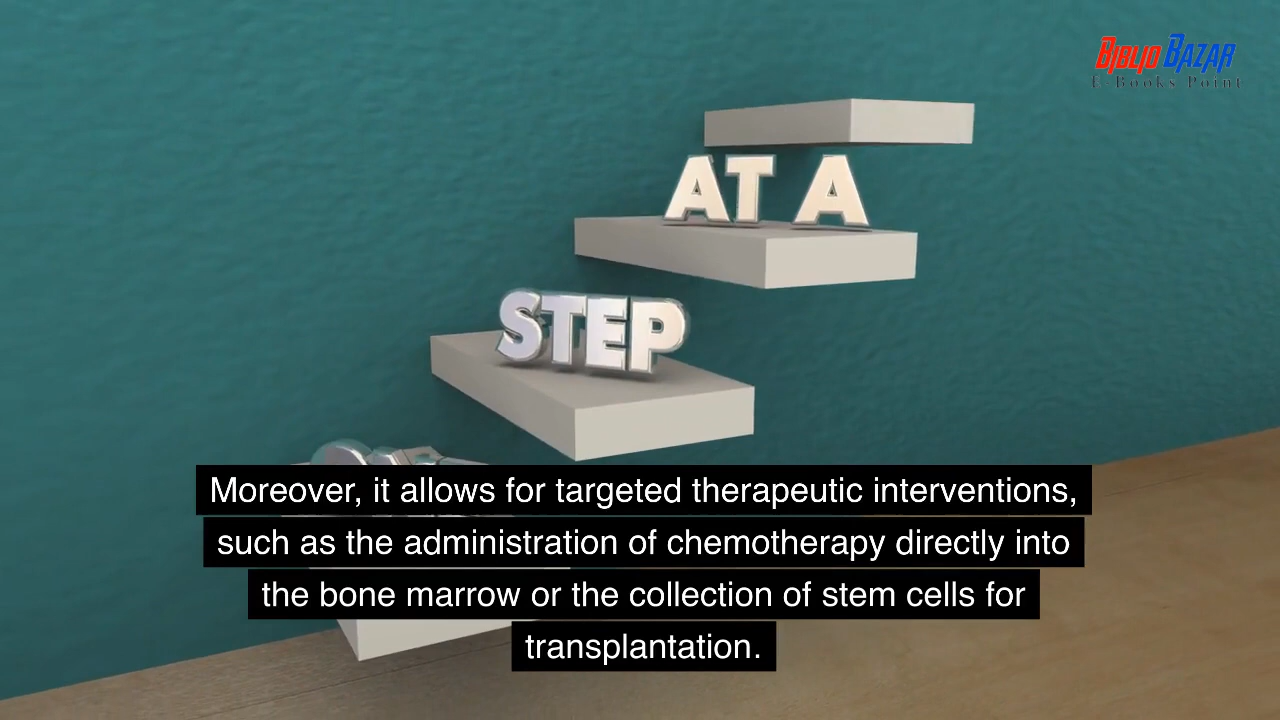 BIBLIO BAZAR
E-Books Point
AT A
STEP
Moreover, it allows for targeted therapeutic interventions,
such as the administration of chemotherapy directly into
the bone marrow or the collection of stem cells for
transplantation.